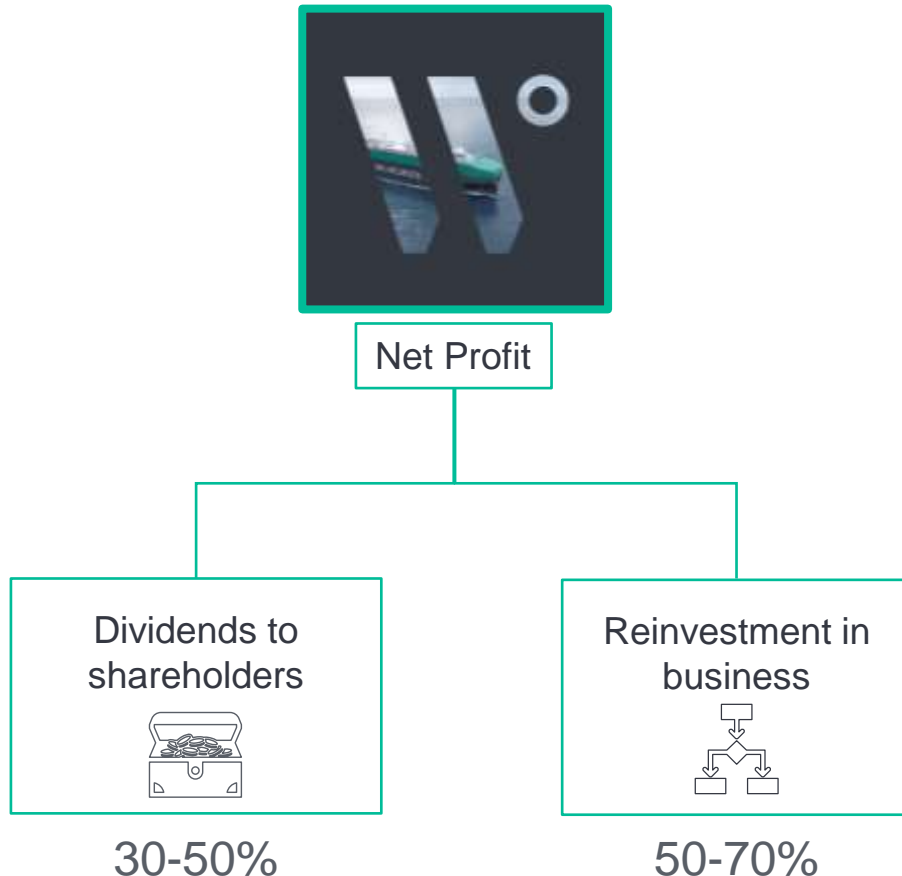 Net Profit
Dividends to
shareholders
Reinvestment in
business
30-50%
50-70%